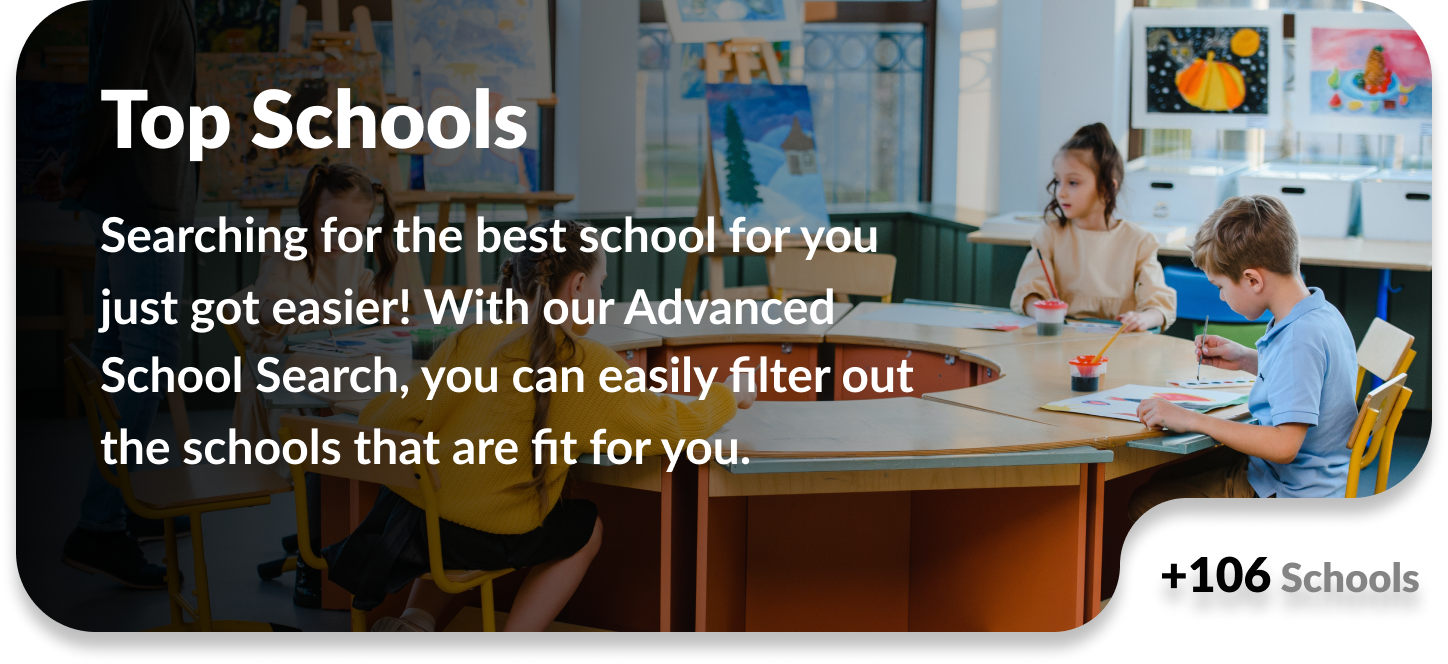 Top Schools
Searching for the best school for you
just got easier! With our Advanced
School Search, you can easily filter out
the schools that are fit for you.
+106 Schools